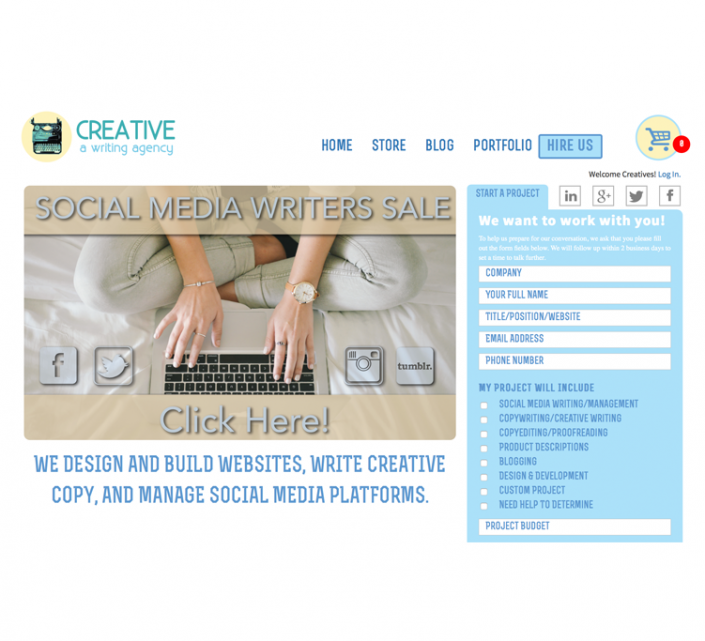 CREATIVE
a writing agency
HOME STORE BLOG PORTFOLIO HIRE US
0
Welcome Creatives! Log In.
SOCIAL MEDIA WRITERS SALE
f
tumblr.
Click Here!
WE DESIGN AND BUILD WEBSITES, WRITE CREATIVE
COPY, AND MANAGE SOCIAL MEDIA PLATFORMS.
START A PROJECT
in g+ f
We want to work with you!
To help us prepare for our conversation, we ask that you please fill
out the form fields below. We will follow up within 2 business days to
set a time to talk further.
COMPANY
YOUR FULL NAME
TITLE/POSITION/WEBSITE
EMAIL ADDRESS
PHONE NUMBER
MY PROJECT WILL INCLUDE
SOCIAL MEDIA WRITING/MANAGEMENT
COPYWRITING/CREATIVE WRITING
COPYEDITING/PROOFREADING
PRODUCT DESCRIPTIONS
BLOGGING
DESIGN & DEVELOPMENT
CUSTOM PROJECT
NEED HELP TO DETERMINE
PROJECT BUDGET